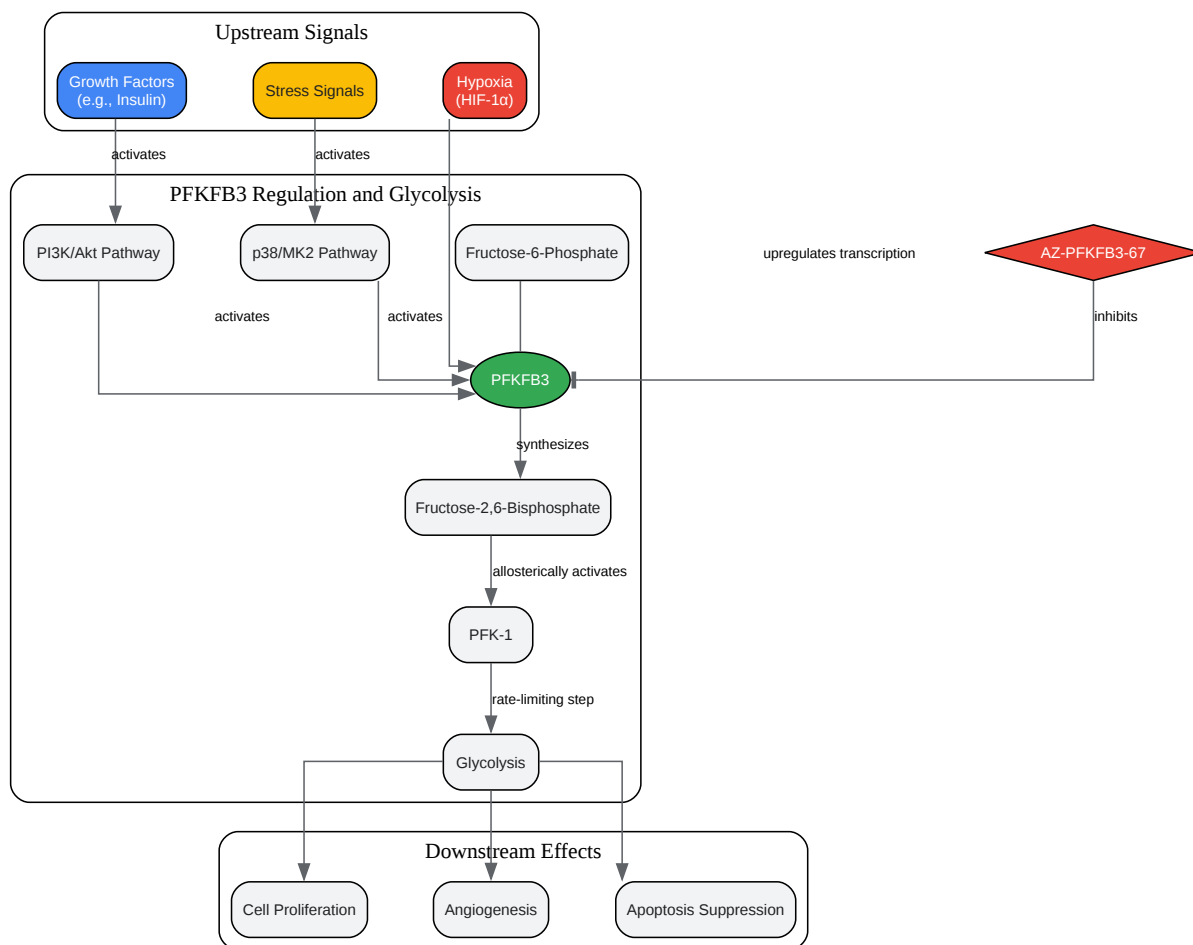 Upstream Signals
Growth Factors
(e.g., Insulin)
Stress Signals
Hypoxia
(HIF-1α)
activates
activates
PFKFB3 Regulation and Glycolysis
PI3K/Akt Pathway
p38/MK2 Pathway
Fructose-6-Phosphate
upregulates transcription
AZ-PFKFB3-67
activates
activates
inhibits
PFKFB3
synthesizes
Fructose-2,6-Bisphosphate
allosterically activates
PFK-1
rate-limiting step
Glycolysis
Downstream Effects
Cell Proliferation
Angiogenesis
Apoptosis Suppression